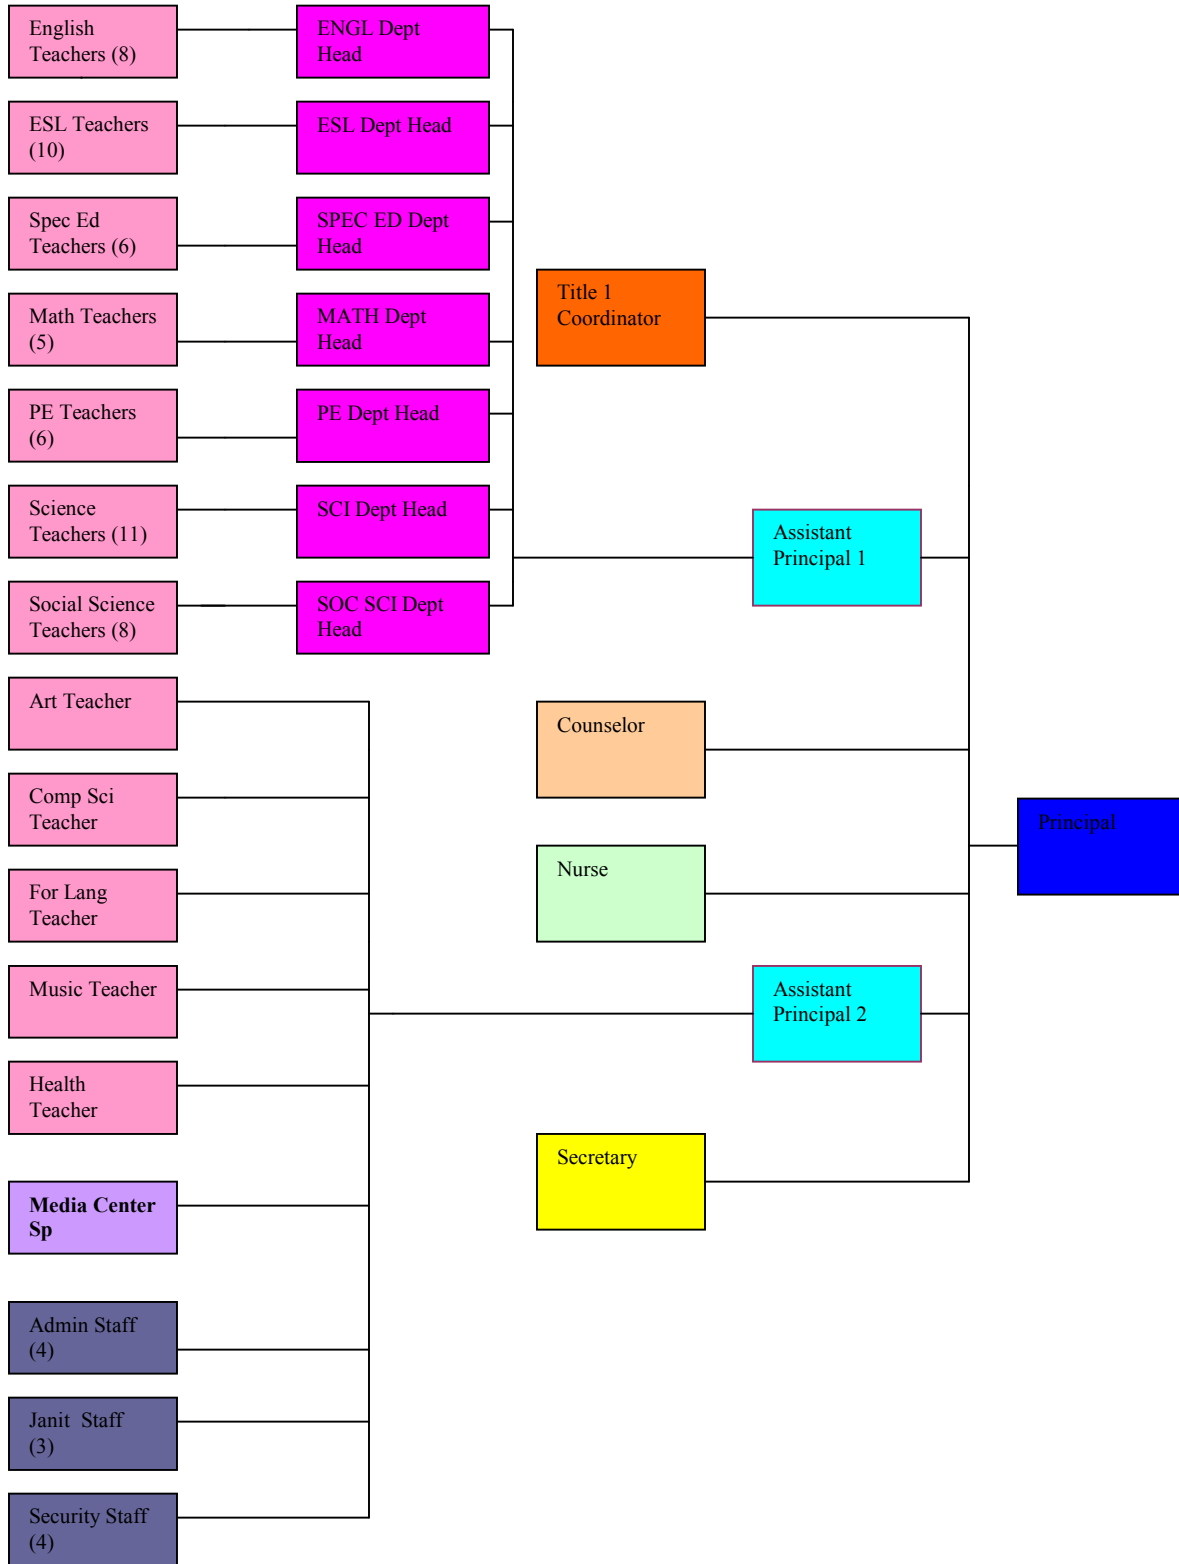 English
Teachers (8)
ENGL Dept
Head
ESL Teachers
(10)
ESL Dept Head
Spec Ed
Teachers (6)
SPEC ED Dept
Head
Title 1
Coordinator
Math Teachers
(5)
MATH Dept
Head
PE Teachers
(6)
PE Dept Head
Science
Teachers (11)
SCI Dept Head
Assistant
Principal 1
Social Science
Teachers (8)
SOC SCI Dept
Head
Art Teacher
Counselor
Comp Sci
Teacher
Principal
For Lang
Teacher
Nurse
Music Teacher
Assistant
Principal 2
Health
Teacher
Secretary
Media Center
Sp
Admin Staff
(4)
Janit Staff
(3)
Security Staff
(4)